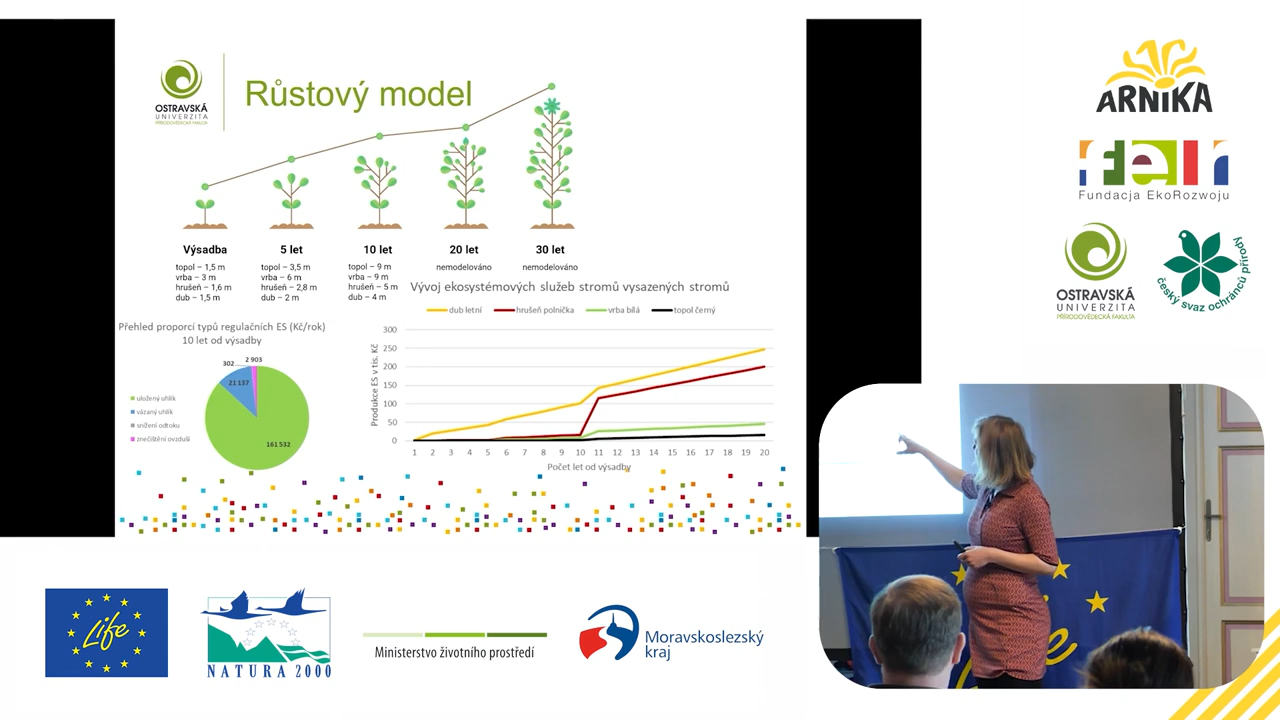 OSTRAVSKÁ
UNIVERZITA
PŘÍRODOVĚDECKÁ FAKULTA
Růstový model
Výsadba
topol – 1,5 m
vrba – 3 m
hrušeň – 1,6 m
dub – 1,5 m
5 let
topol – 3,5 m
vrba – 6 m
hrušeň – 2,8 m
dub – 2 m
10 let
topol – 9 m
vrba – 9 m
hrušeň – 5 m
dub – 4 m
20 let
nemodelováno
30 let
nemodelováno
Přehled proporcí typů regulačních ES (Kč/rok)
10 let od výsadby
302
2 903
21 137
161 532
uložený uhlík
vázaný uhlík
snížení odtoku
znečištění ovzduší
Vývoj ekosystémových služeb stromů vysazených stromů
dub letní hrušeň polnička vrba bílá topol černý
Produkce ES v tis. Kč
300
250
200
150
100
50
0
1 2 3 4 5 6 7 8 9 10 11 12 13 14 15 16 17 18 19 20
Počet let od výsadby
ARNIKA
feri
Fundacja EkoRozwoju
OSTRAVSKÁ
UNIVERZITA
PŘÍRODOVĚDECKÁ FAKULTA
český svaz ochránců přírody
Life
NATURA 2000
Ministerstvo životního prostředí
Moravskoslezský
kraj